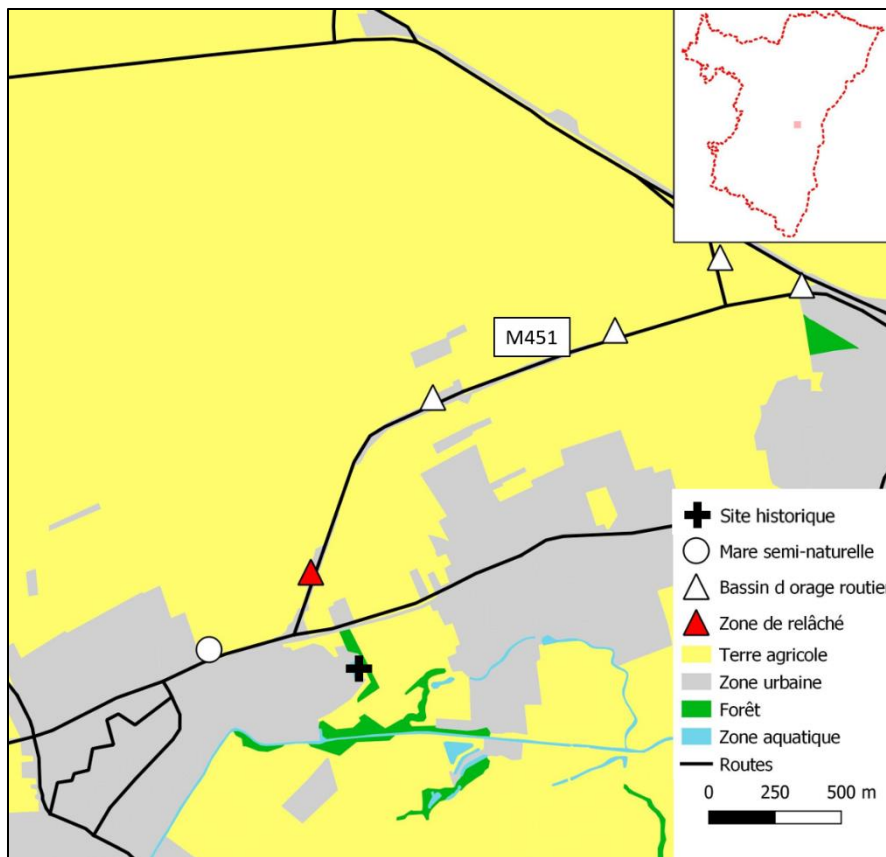 M451
Site historique
Mare semi-naturelle
Bassin d orage routier
Zone de relâché
Terre agricole
Zone urbaine
Forêt
Zone aquatique
Routes
0 250 500 m